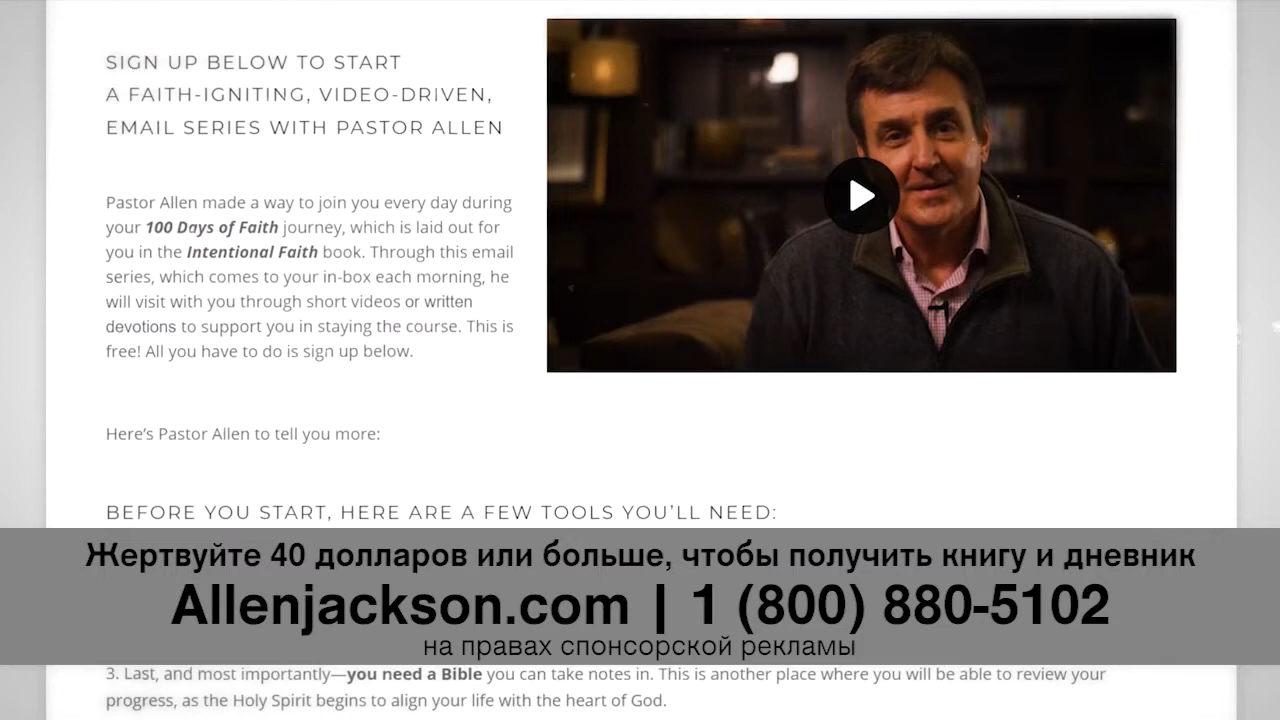 SIGN UP BELOW TO START
A FAITH-IGNITING, VIDEO-DRIVEN,
EMAIL SERIES WITH PASTOR ALLEN
Pastor Allen made a way to join you every day during
your 100 Days of Faith journey, which is laid out for
you in the Intentional Faith book. Through this email
series, which comes to your in-box each morning, he
will visit with you through short videos or written
devotions to support you in staying the course. This is
free! All you have to do is sign up below.
Here's Pastor Allen to tell you more:
BEFORE YOU START, HERE ARE A FEW TOOLS YOU'LL NEED:
Жертвуйте 40 долларов или больше, чтобы получить книгу и дневник
Allenjackson.com | 1 (800) 880-5102
на правах спонсорской рекламы
3. Last, and most importantly—you need a Bible you can take notes in. This is another place where you will be able to review your
progress, as the Holy Spirit begins to align your life with the heart of God.